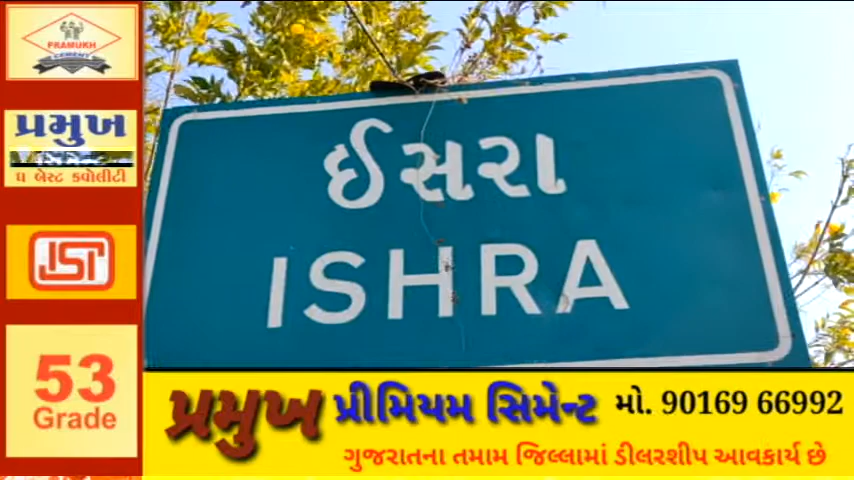 PRAMUKH
CEMENT
પ્રમુખ
ધ બેસ્ટ ક્વોલીટી
ISI
53
Grade
ઈસરા
ISHRA
પ્રમુખ પ્રીમિયમ સિમેન્ટ મો. 90169 66992
ગુજરાતના તમામ જિલ્લામાં ડીલરશીપ આવકાર્ય છે